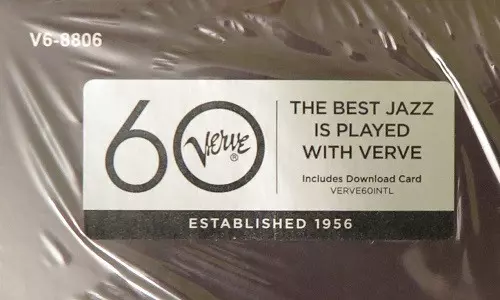 V6-8806
60 Verve ®
THE BEST JAZZ
IS PLAYED
WITH VERVE
Includes Download Card
VERVE60INTL
ESTABLISHED 1956